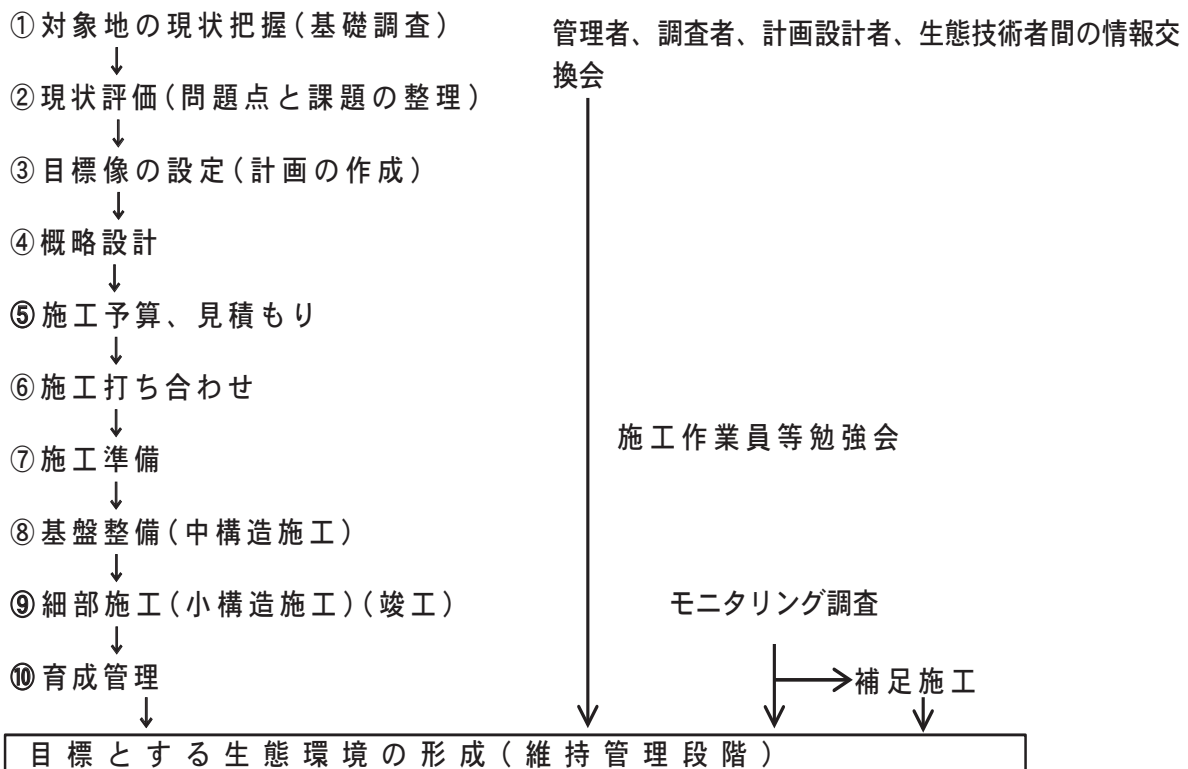 ①対象地の現状把握(基礎調査)
管理者、調査者、計画設計者、生態技術者間の情報交
換会
②現状評価(問題点と課題の整理)
③目標像の設定(計画の作成)
④概略設計
⑤施工予算、見積もり
⑥施工打ち合わせ
施工作業員等勉強会
⑦施工準備
⑧基盤整備(中構造施工)
⑨細部施工(小構造施工)(竣工)
モニタリング調査
⑩育成管理
補足施工
目標とする生態環境の形成(維持管理段階)